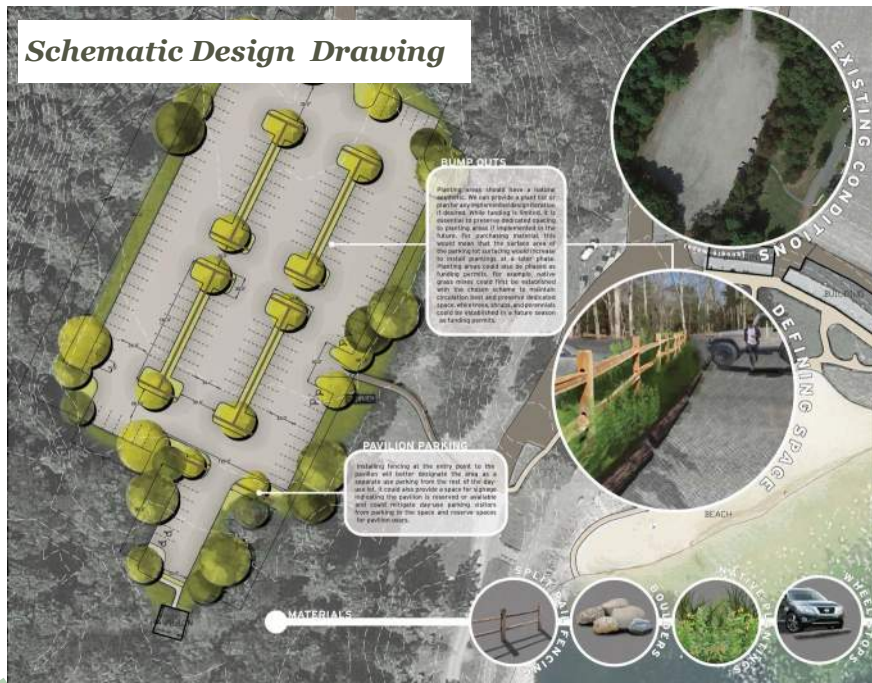 Schematic Design Drawing
EXISTING CONDITIONS
BUMP OUTS
Planting areas should have a natural
aesthetic. We can provide a plant list or
plan for any implemented design iteration
if desired. While funding is limited, it is
essential to preserve dedicated spacing
to planting areas if implemented in the
future. For purchasing material, this
would mean that the surface area of
the parking lot surfacing would increase
to install plantings at a later phase.
Planting areas could also be phased as
funding permits. For example, native
grass mixes could first be established
with the chosen scheme to maintain
circulation best and preserve dedicated
space, while trees, shrubs, and perennials
could be established in a future season
as funding permits.
BUILDING
DEFINING SPACE
PAVILION PARKING
Installing fencing at the entry point to the
pavilion will better designate the area as a
separate use parking from the rest of the day-
use lot. It could also provide a space for signage
indicating the pavilion is reserved or available
and could mitigate day-use parking visitors
from parking in the space and reserve spaces
for pavilion users.
BEACH
MATERIALS
SPLIT RAIL FENCING
BOULDERS
NATIVE PLANTINGS
WHEEL STOPS